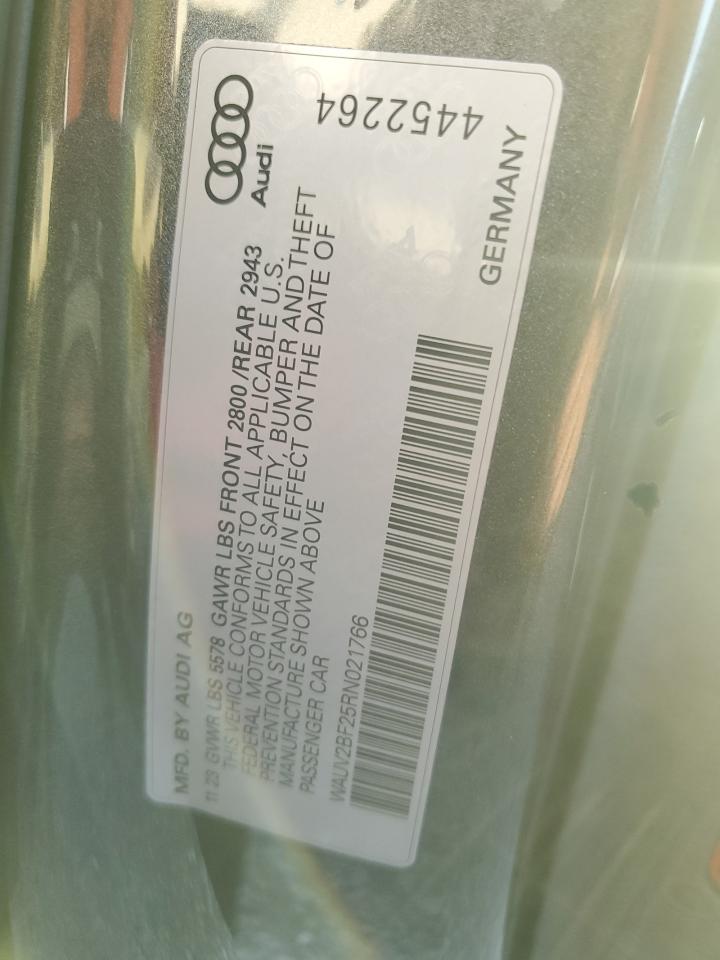 MFD. BY AUDI AG
11 23 GVWR LBS 5578 GAWR LBS FRONT 2800 /REAR 2943
THIS VEHICLE CONFORMS TO ALL APPLICABLE U.S.
FEDERAL MOTOR VEHICLE SAFETY, BUMPER AND THEFT
PREVENTION STANDARDS IN EFFECT ON THE DATE OF
MANUFACTURE SHOWN ABOVE
PASSENGER CAR
WAUV2BF25RN021766
Audi
4452264
GERMANY